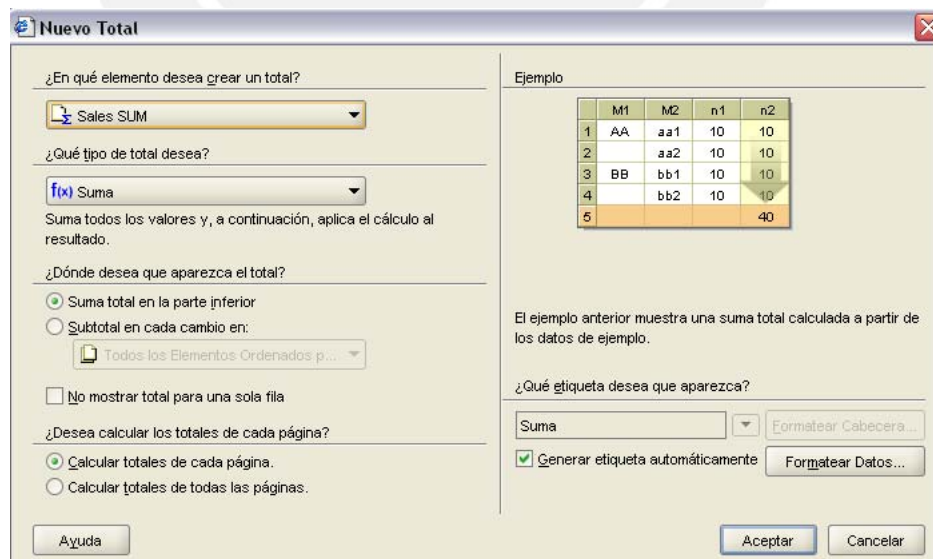 Nuevo Total
¿En qué elemento desea crear un total?
Sales SUM
¿Qué tipo de total desea?
f(x) Suma
Suma todos los valores y, a continuación, aplica el cálculo al
resultado.
¿Dónde desea que aparezca el total?
Suma total en la parte inferior
Subtotal en cada cambio en:
Todos los Elementos Ordenados p...
No mostrar total para una sola fila
¿Desea calcular los totales de cada página?
Calcular totales de cada página.
Calcular totales de todas las páginas.
Ayuda
Ejemplo
M1 M2 n1 n2
1 AA aa1 10 10
2 aa2 10 10
3 BB bb1 10 10
4 bb2 10 10
5 40
El ejemplo anterior muestra una suma total calculada a partir de
los datos de ejemplo.
¿Qué etiqueta desea que aparezca?
Suma
Formatear Cabecera...
Generar etiqueta automáticamente
Formatear Datos...
Aceptar
Cancelar